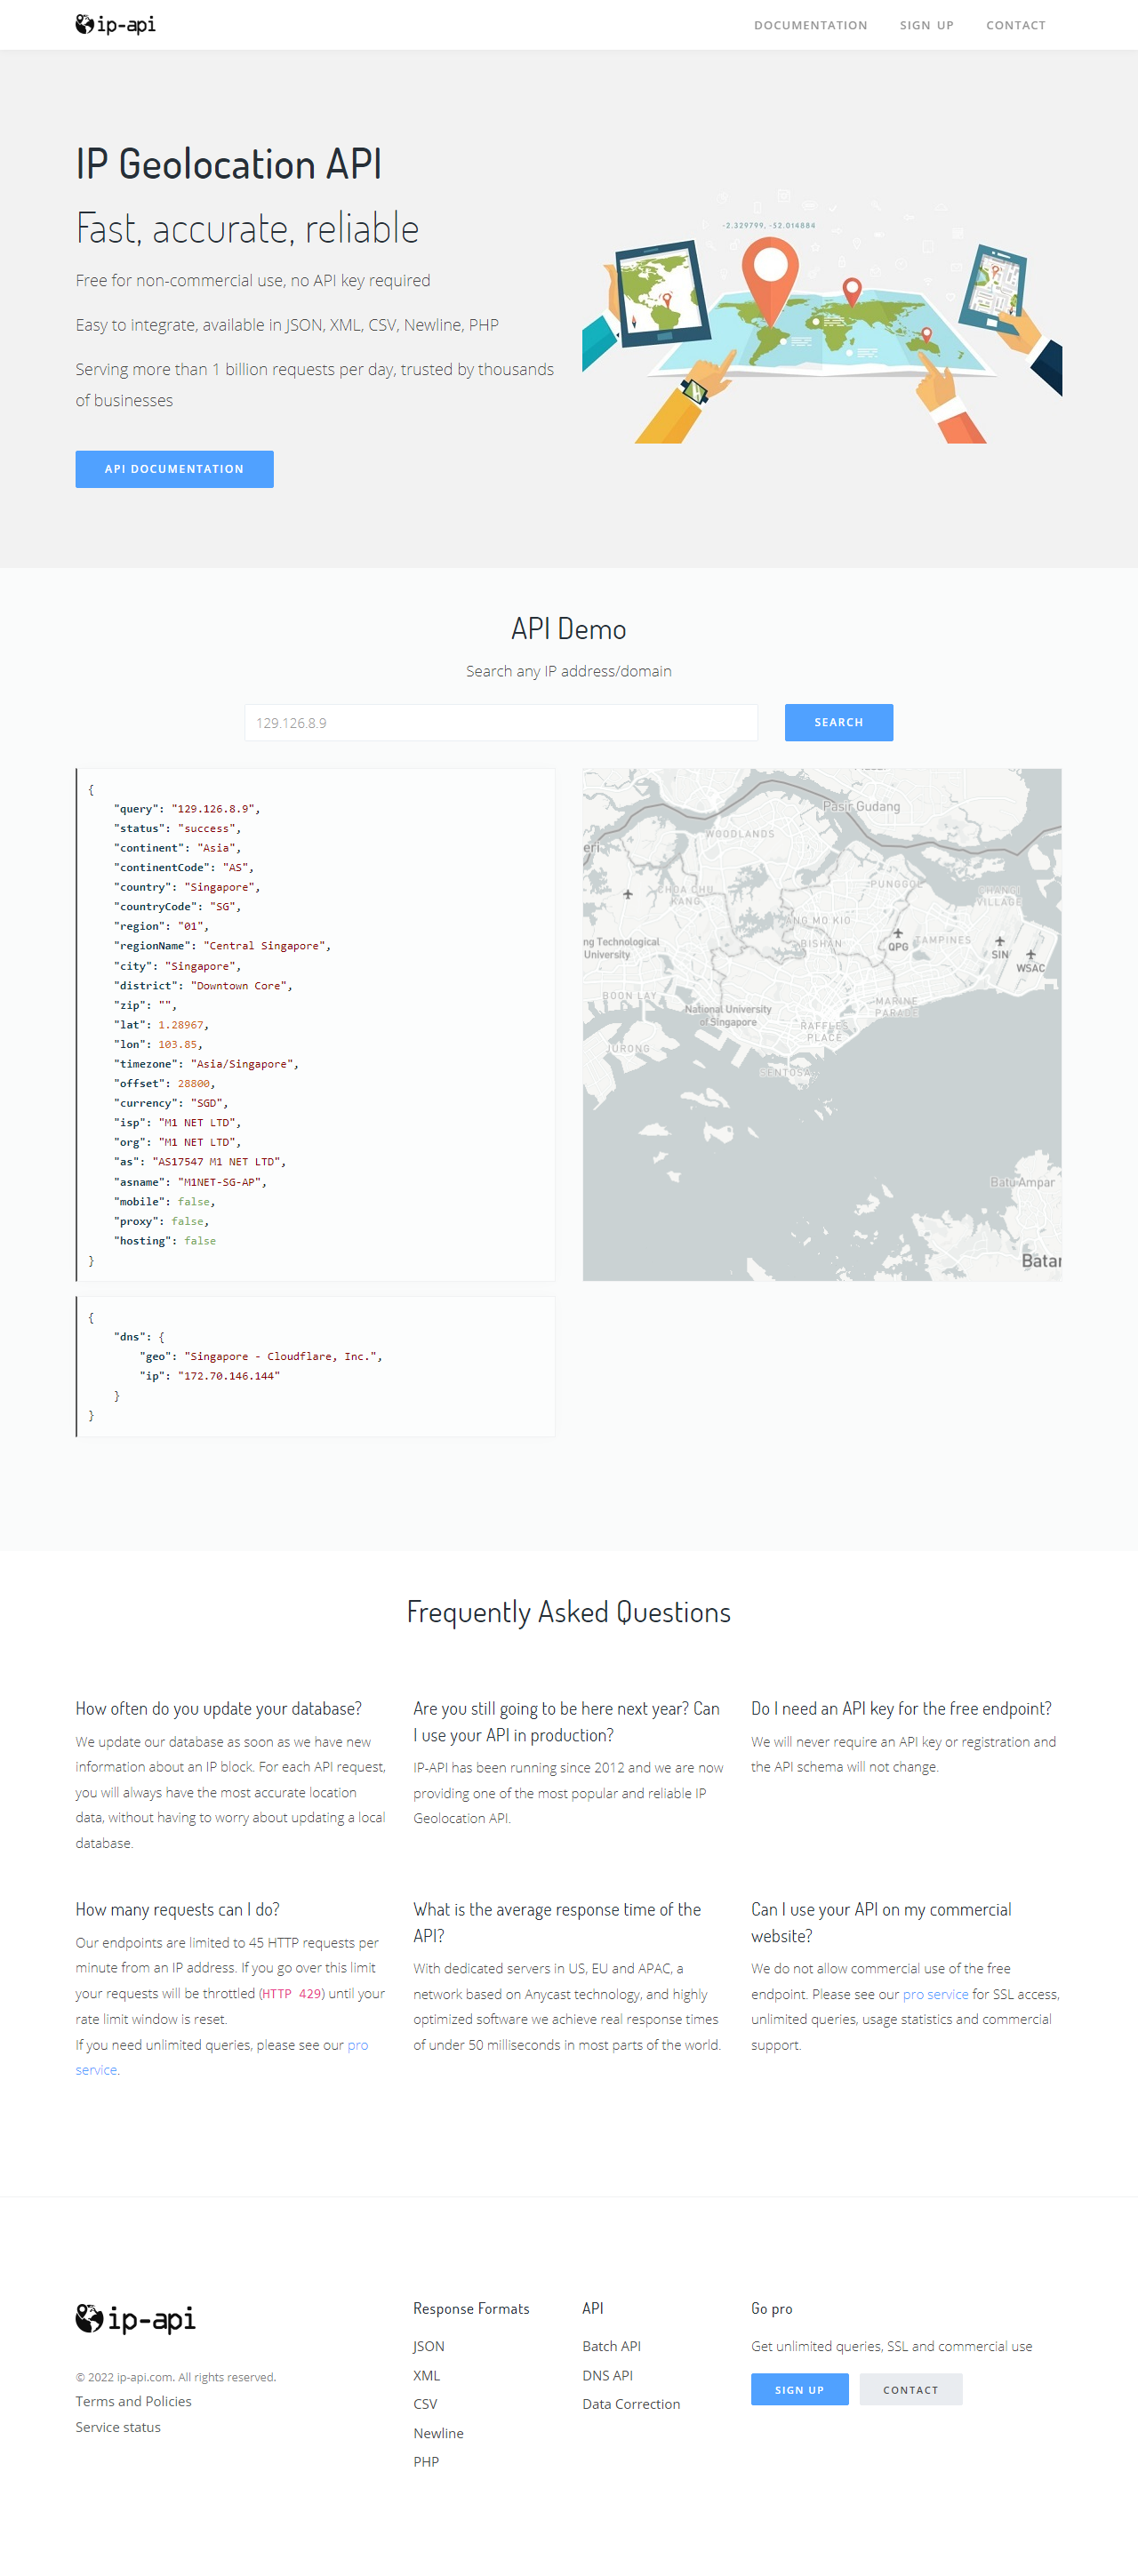 ip-api
DOCUMENTATION
SIGN UP
CONTACT
IP Geolocation API
Fast, accurate, reliable
Free for non-commercial use, no API key required
Easy to integrate, available in JSON, XML, CSV, Newline, PHP
Serving more than 1 billion requests per day, trusted by thousands
of businesses
API DOCUMENTATION
-2.329799, -52.014884
API Demo
Search any IP address/domain
129.126.8.9
SEARCH
{
"query": "129.126.8.9",
"status": "success",
"continent": "Asia",
"continentCode": "AS",
"country": "Singapore",
"countryCode": "SG",
"region": "01",
"regionName": "Central Singapore",
"city": "Singapore",
"district": "Downtown Core",
"zip": "",
"lat": 1.28967,
"lon": 103.85,
"timezone": "Asia/Singapore",
"offset": 28800,
"currency": "SGD",
"isp": "M1 NET LTD",
"org": "M1 NET LTD",
"as": "AS17547 M1 NET LTD",
"asname": "M1NET-SG-AP",
"mobile": false,
"proxy": false,
"hosting": false
}
{
"dns": {
"geo": "Singapore - Cloudflare, Inc.",
"ip": "172.70.146.144"
}
}
Pasir Gudang
WOODLANDS
eri
CHOA CHU
KANG
PUNGGOL
CHANGI
VILLAGE
ANG MO KIO
BISHAN
QPG
TAMPINES
SIN
WSAC
ng Technological
University
BOON LAY
National University
of Singapore
MARINE
PARADE
RAFFLES
PLACE
JURONG
SENTOSA
Batu Ampar
Batar
Frequently Asked Questions
How often do you update your database?
We update our database as soon as we have new
information about an IP block. For each API request,
you will always have the most accurate location
data, without having to worry about updating a local
database.
Are you still going to be here next year? Can
I use your API in production?
IP-API has been running since 2012 and we are now
providing one of the most popular and reliable IP
Geolocation API.
Do I need an API key for the free endpoint?
We will never require an API key or registration and
the API schema will not change.
How many requests can I do?
Our endpoints are limited to 45 HTTP requests per
minute from an IP address. If you go over this limit
your requests will be throttled (HTTP 429) until your
rate limit window is reset.
If you need unlimited queries, please see our pro
service.
What is the average response time of the
API?
With dedicated servers in US, EU and APAC, a
network based on Anycast technology, and highly
optimized software we achieve real response times
of under 50 milliseconds in most parts of the world.
Can I use your API on my commercial
website?
We do not allow commercial use of the free
endpoint. Please see our pro service for SSL access,
unlimited queries, usage statistics and commercial
support.
ip-api
© 2022 ip-api.com. All rights reserved.
Terms and Policies
Service status
Response Formats
JSON
XML
CSV
Newline
PHP
API
Batch API
DNS API
Data Correction
Go pro
Get unlimited queries, SSL and commercial use
SIGN UP
CONTACT